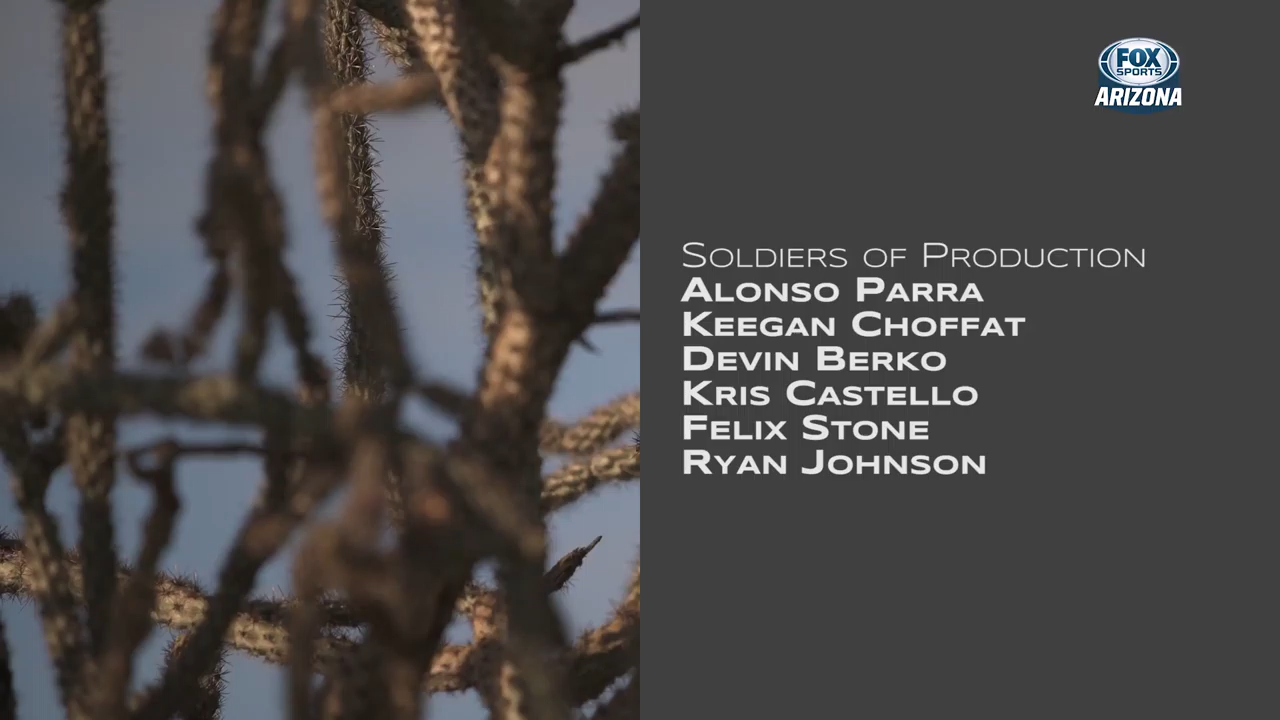 FOX
SPORTS
ARIZONA
Soldiers of Production
Alonso Parra
Keegan Choffat
Devin Berko
Kris Castello
Felix Stone
Ryan Johnson